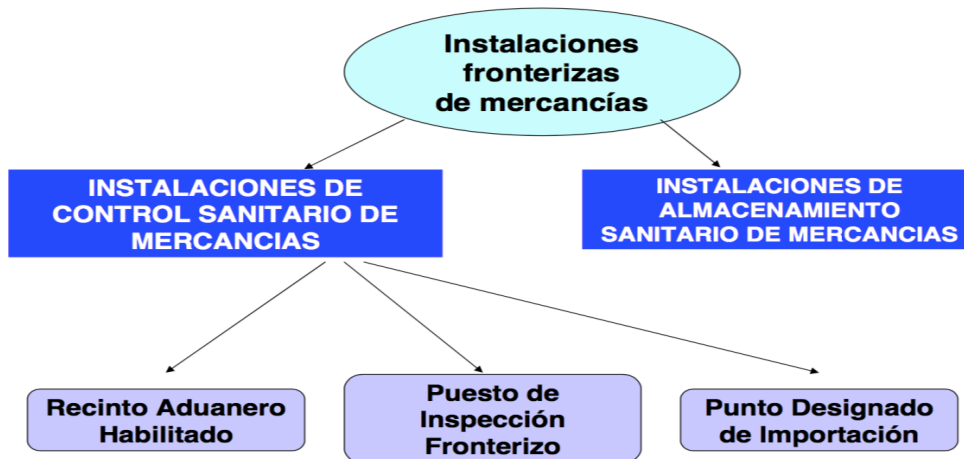 Instalaciones
fronterizas
de mercancías
INSTALACIONES DE
CONTROL SANITARIO DE
MERCANCIAS
INSTALACIONES DE
ALMACENAMIENTO
SANITARIO DE MERCANCIAS
Recinto Aduanero
Habilitado
Puesto de
Inspección
Fronterizo
Punto Designado
de Importación